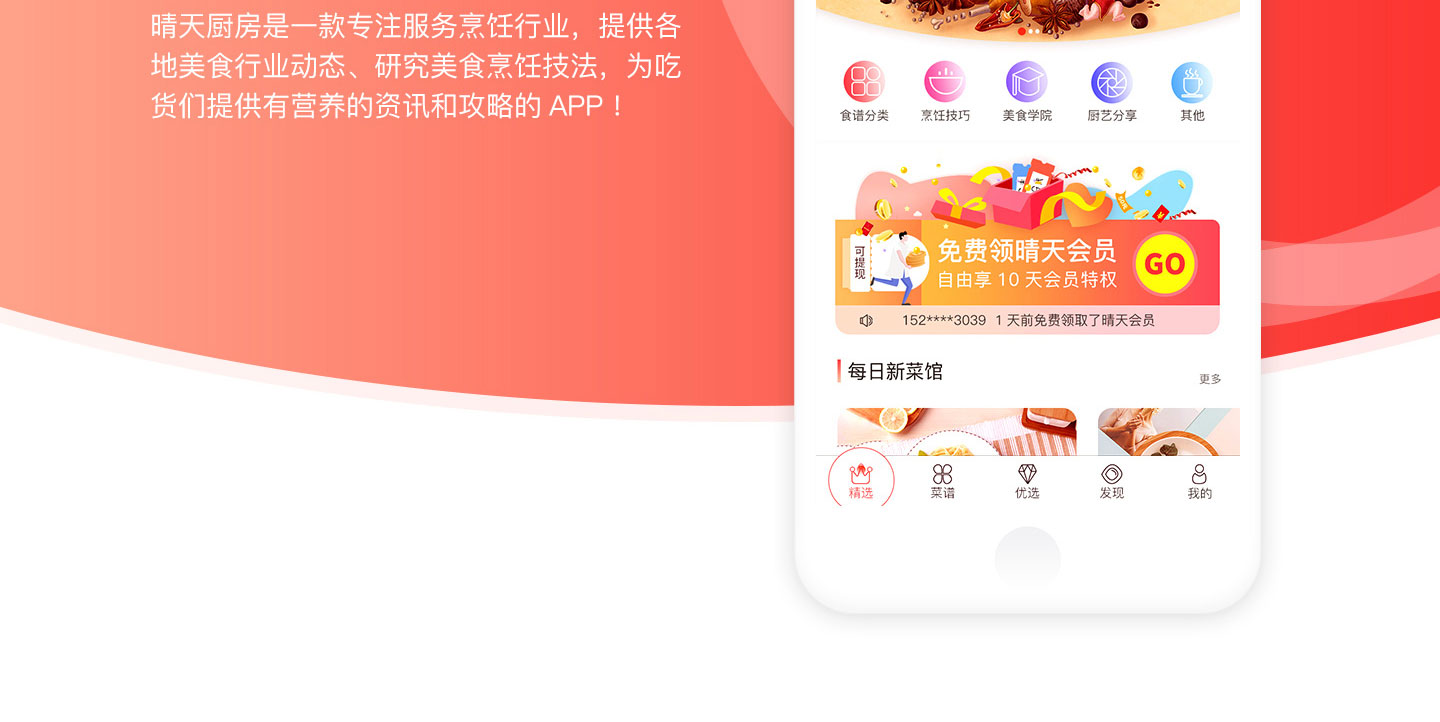 晴天厨房是一款专注服务烹饪行业，提供各
地美食行业动态、研究美食烹饪技法，为吃
货们提供有营养的资讯和攻略的 APP！
食谱分类
烹饪技巧
美食学院
厨艺分享
其他
可提现
免费领晴天会员
自由享 10 天会员特权
GO
152****3039 1 天前免费领取了晴天会员
每日新菜馆
更多
精选
菜谱
优选
发现
我的